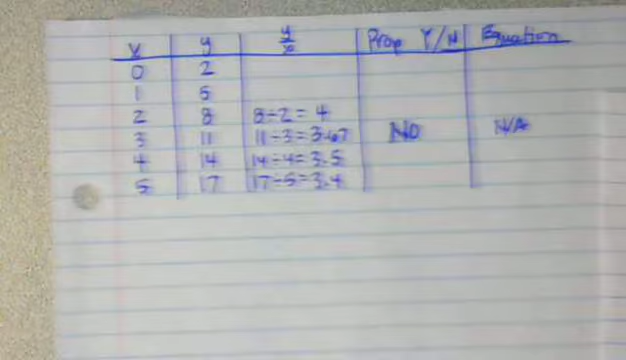 x y y/x Prop Y/N Equation
0 2
1 5
2 8 8÷2=4
3 11 11÷3=3.67 No N/A
4 14 14÷4=3.5
5 17 17÷5=3.4